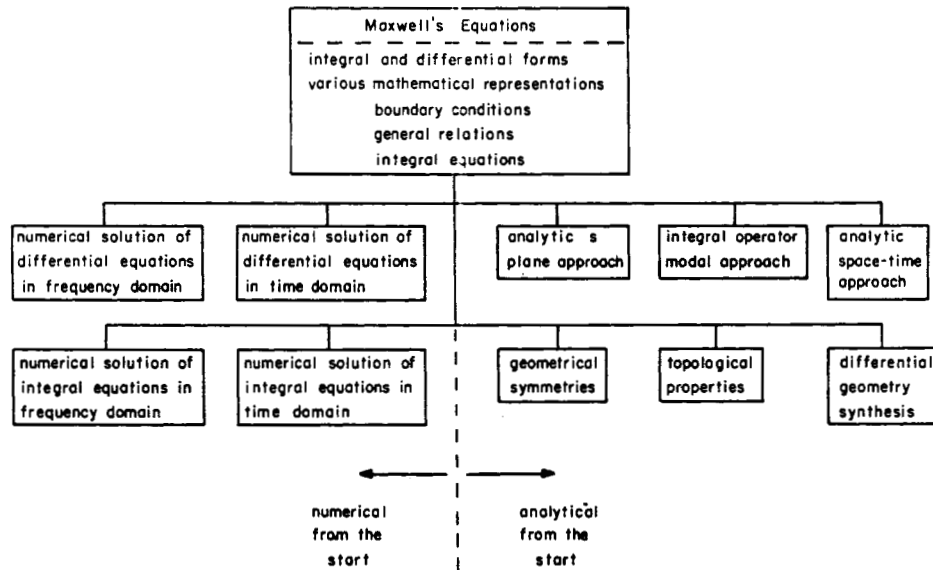 Maxwell's Equations
integral and differential forms
various mathematical representations
boundary conditions
general relations
integral equations
numerical solution of
differential equations
in frequency domain
numerical solution of
differential equations
in time domain
analytic s
plane approach
integral operator
modal approach
analytic
space-time
approach
numerical solution of
integral equations in
frequency domain
numerical solution of
integral equations in
time domain
geometrical
symmetries
topological
properties
differential
geometry
synthesis
numerical
from the
start
analytical
from the
start